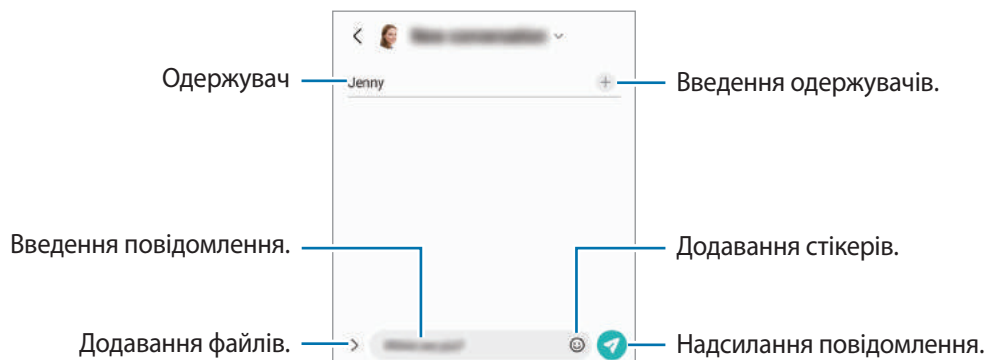 Одержувач
Jenny
Введення одержувачів.
Введення повідомлення.
Додавання стікерів.
Додавання файлів.
Надсилання повідомлення.